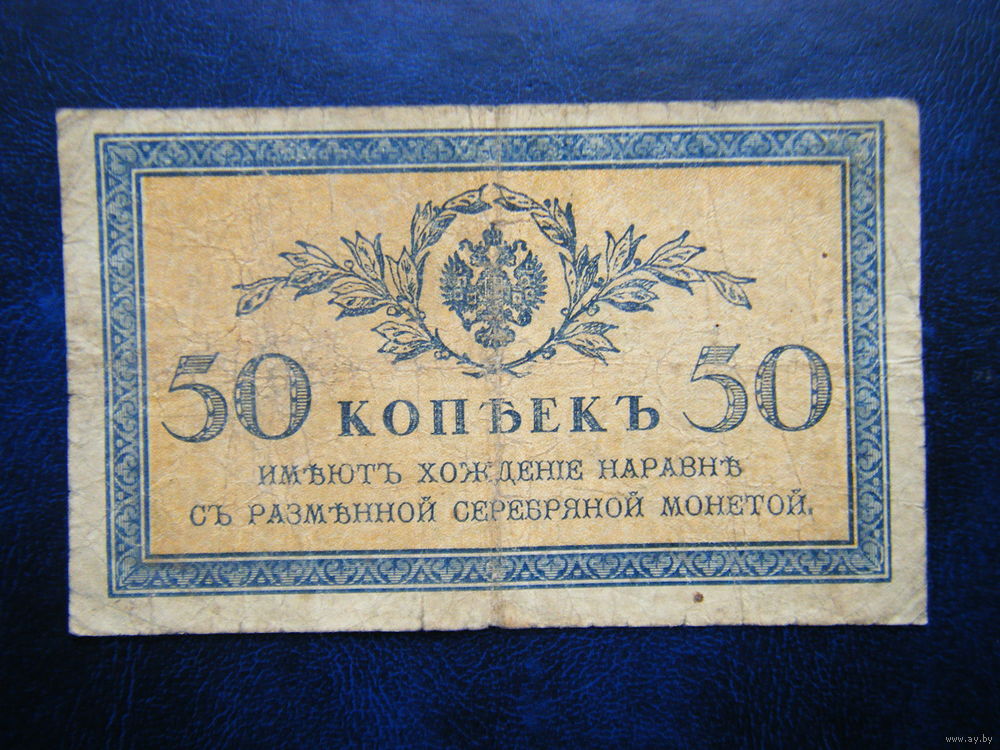 50 КОПѢЕКЪ 50
ИМѢЮТЪ ХОЖДЕНІЕ НАРАВНѢ
СЪ РАЗМѢННОЙ СЕРЕБРЯНОЙ МОНЕТОЙ.
www.ay.by